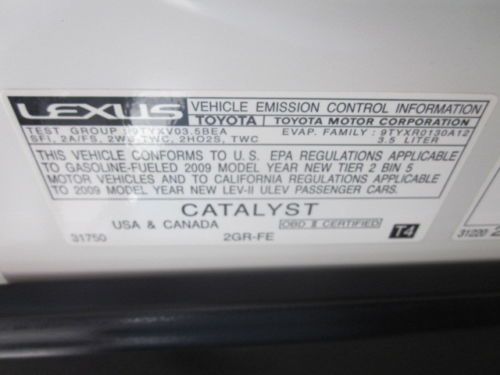 LEXUS VEHICLE EMISSION CONTROL INFORMATION
TOYOTA TOYOTA MOTOR CORPORATION
TEST GROUP : 9TYXV03.5BEA EVAP. FAMILY : 9TYXR0130A12
SFI, 2A/FS, 2WU-TWC, 2HO2S, TWC 3.5 LITER
THIS VEHICLE CONFORMS TO U.S. EPA REGULATIONS APPLICABLE
TO GASOLINE-FUELED 2009 MODEL YEAR NEW TIER 2 BIN 5
MOTOR VEHICLES AND TO CALIFORNIA REGULATIONS APPLICABLE
TO 2009 MODEL YEAR NEW LEV-II ULEV PASSENGER CARS.
CATALYST
USA & CANADA OBD II CERTIFIED
31750 2GR-FE T4 31220